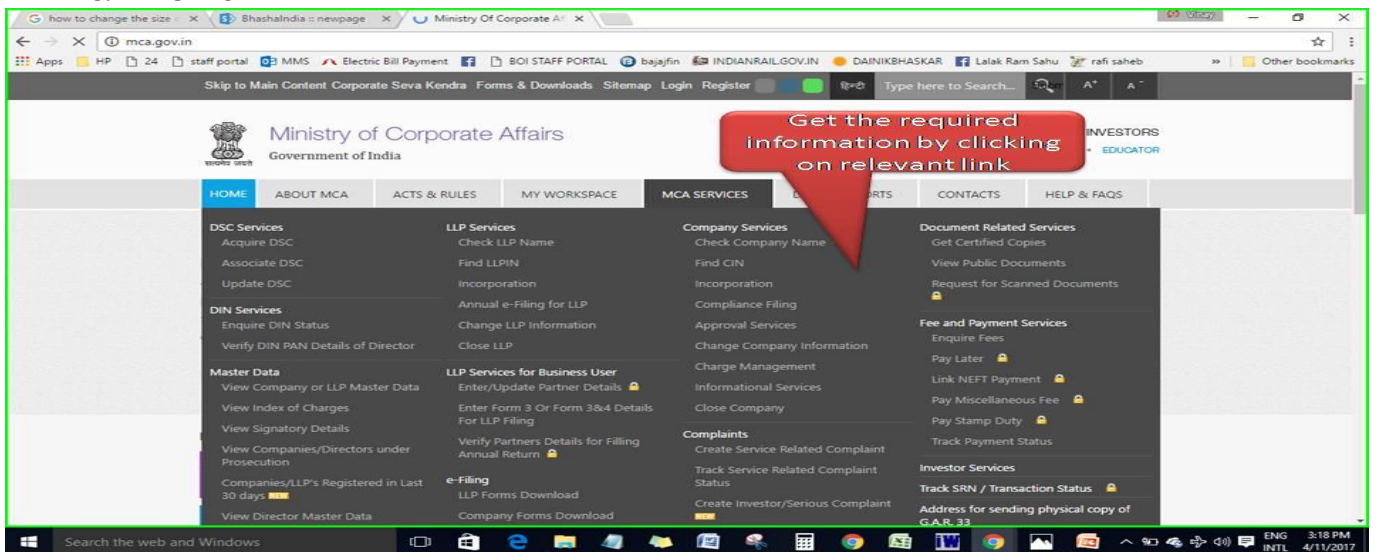 how to change the size
BhashaIndia :: newpage
Ministry Of Corporate Af
mca.gov.in
Apps HP 24 staff portal MMS Electric Bill Payment BOI STAFF PORTAL bajajfin INDIANRAIL.GOV.IN DAINIKBHASKAR Lalak Ram Sahu rafi saheb » Other bookmarks
Skip to Main Content Corporate Seva Kendra Forms & Downloads Sitemap Login Register हिन्दी Type here to Search... A+ A-
Ministry of Corporate Affairs
Government of India
सत्यमेव जयते
Get the required
information by clicking
on relevant link
INVESTORS
EDUCATOR
HOME ABOUT MCA ACTS & RULES MY WORKSPACE MCA SERVICES RTS CONTACTS HELP & FAQS
DSC Services
Acquire DSC
Associate DSC
Update DSC
DIN Services
Enquire DIN Status
Verify DIN PAN Details of Director
Master Data
View Company or LLP Master Data
View Index of Charges
View Signatory Details
View Companies/Directors under
Prosecution
Companies/LLP's Registered in Last
30 days NEW
View Director Master Data
LLP Services
Check LLP Name
Find LLPIN
Incorporation
Annual e-Filing for LLP
Change LLP Information
Close LLP
LLP Services for Business User
Enter/Update Partner Details
Enter Form 3 Or Form 3&4 Details
For LLP Filing
Verify Partners Details for Filling
Annual Return
e-Filing
LLP Forms Download
Company Forms Download
Company Services
Check Company Name
Find CIN
Incorporation
Compliance Filing
Approval Services
Change Company Information
Charge Management
Informational Services
Close Company
Complaints
Create Service Related Complaint
Track Service Related Complaint
Status
Create Investor/Serious Complaint
NEW
Document Related Services
Get Certified Copies
View Public Documents
Request for Scanned Documents
Fee and Payment Services
Enquire Fees
Pay Later
Link NEFT Payment
Pay Miscellaneous Fee
Pay Stamp Duty
Track Payment Status
Investor Services
Track SRN / Transaction Status
Address for sending physical copy of
G.A.R. 33
Search the web and Windows
ENG
INTL
3:18 PM
4/11/2017